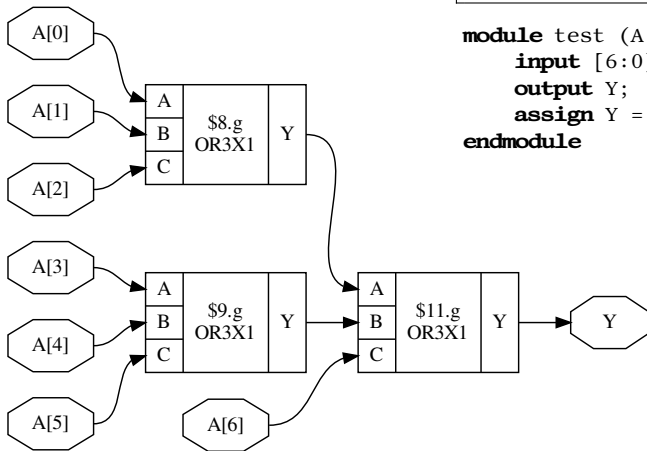 A[0]
A[1]
A[2]
A
B
C
$8.g
OR3X1
Y
module test (A
input [6:0]
output Y;
assign Y =
endmodule
A[3]
A[4]
A[5]
A
B
C
$9.g
OR3X1
Y
A[6]
A
B
C
$11.g
OR3X1
Y
Y